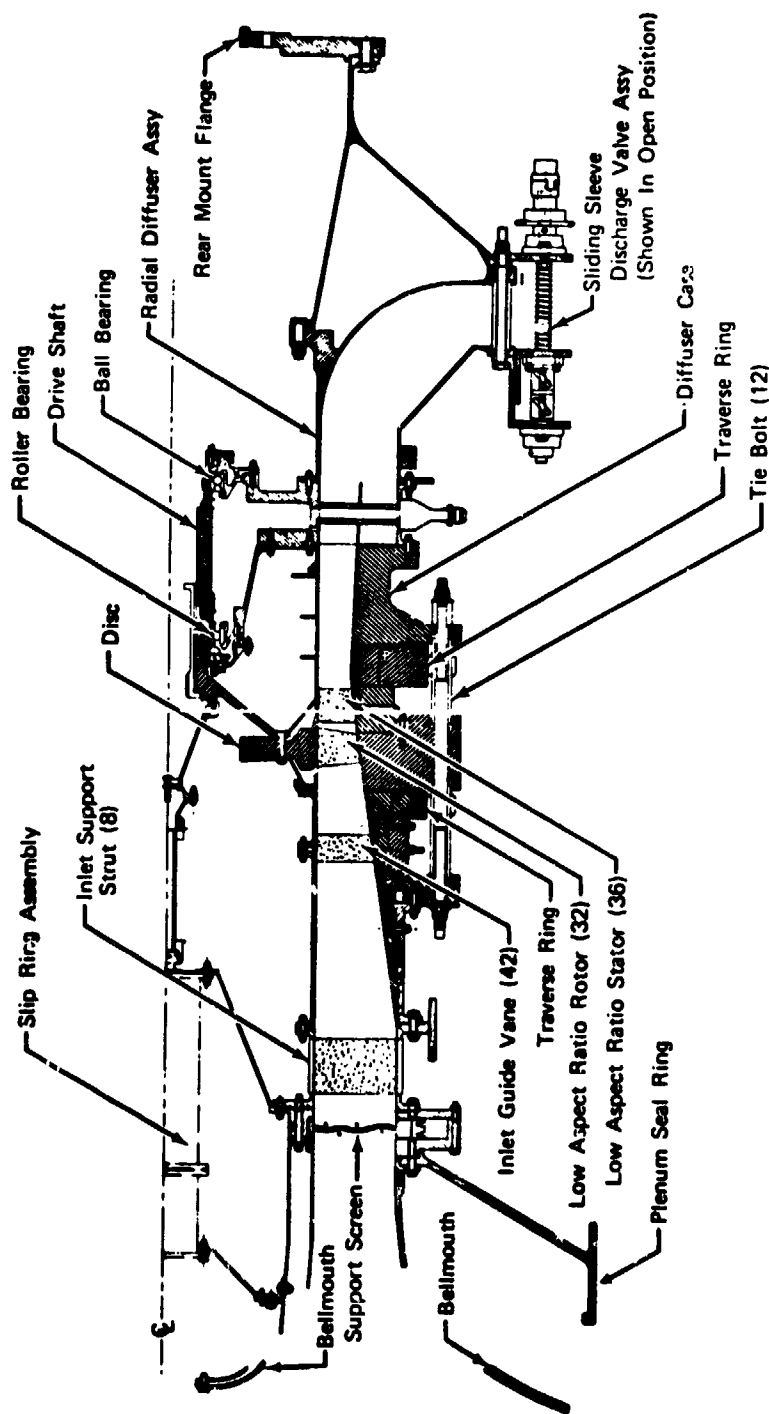 Slip Ring Assembly
Inlet Support
Strut (8)
Disc
Roller Bearing
Drive Shaft
Ball Bearing
Radial Diffuser Assy
Rear Mount Flange
℄
Bellmouth
Support Screen
Bellmouth
Inlet Guide Vane (42)
Traverse Ring
Low Aspect Ratio Rotor (32)
Low Aspect Ratio Stator (36)
Plenum Seal Ring
Sliding Sleeve
Discharge Valve Assy
(Shown In Open Position)
Diffuser Case
Traverse Ring
Tie Bolt (12)